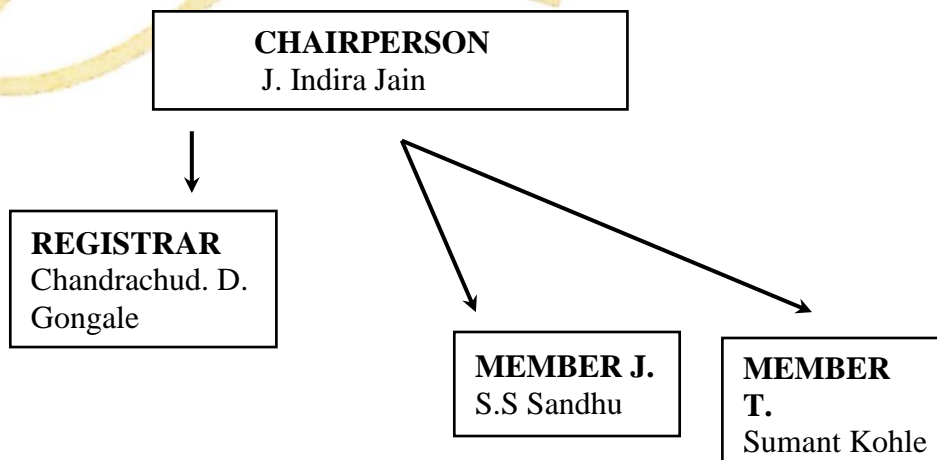 CHAIRPERSON
J. Indira Jain
REGISTRAR
Chandrachud. D.
Gongale
MEMBER J.
S.S Sandhu
MEMBER
T.
Sumant Kohle